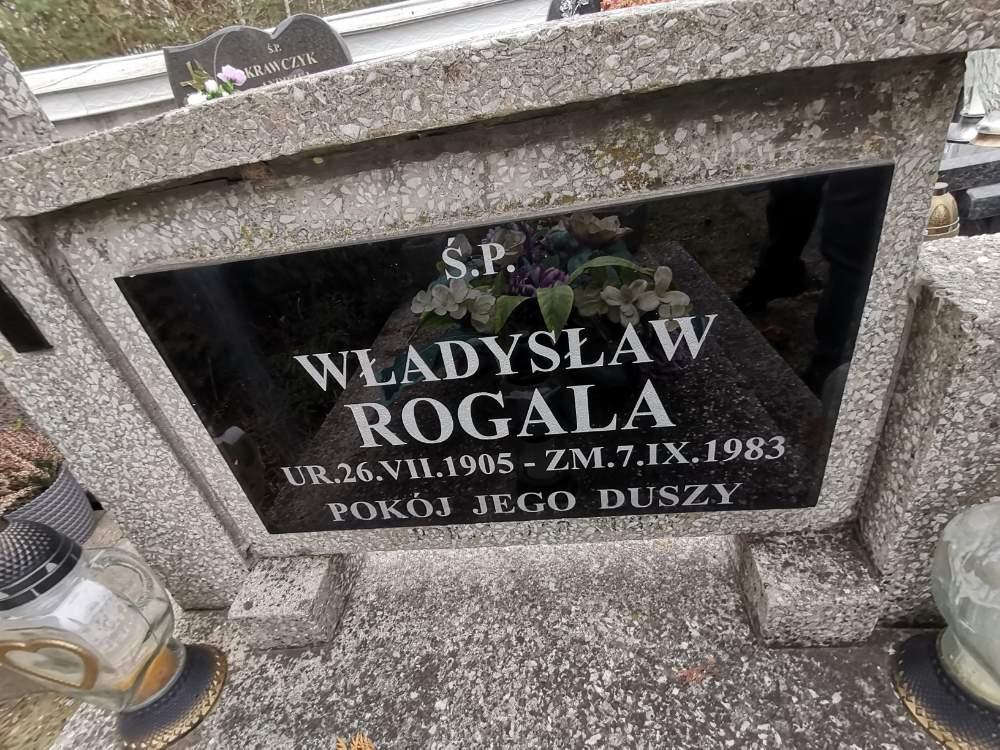 Ś.P.
KRAWCZYK
Ś.P.
WŁADYSŁAW
ROGALA
UR.26.VII.1905 - ZM.7.IX.1983
POKÓJ JEGO DUSZY